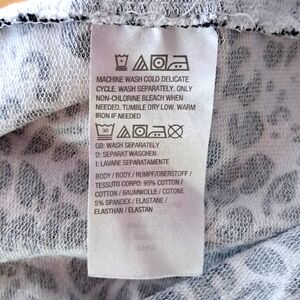 MACHINE WASH COLD DELICATE
CYCLE. WASH SEPARATELY. ONLY
NON-CHLORINE BLEACH WHEN
NEEDED. TUMBLE DRY LOW. WARM
IRON IF NEEDED
30
GB: WASH SEPARATELY
D: SEPARAT WASCHEN
I: LAVARE SEPARATAMENTE
BODY / BODY / RUMPF/OBERSTOFF /
TESSUTO CORPO: 95% COTTON /
COTTON / BAUMWOLLE / COTONE
5% SPANDEX / ELASTANE /
ELASTHAN / ELASTAN